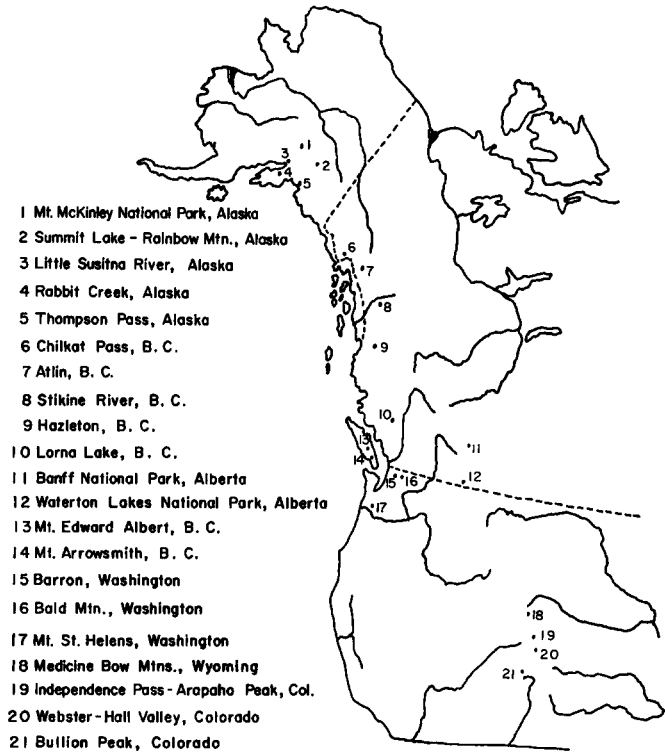 1 Mt. McKinley National Park, Alaska
2 Summit Lake - Rainbow Mtn., Alaska
3 Little Susitna River, Alaska
4 Rabbit Creek, Alaska
5 Thompson Pass, Alaska
6 Chilkat Pass, B. C.
7 Atlin, B. C.
8 Stikine River, B. C.
9 Hazleton, B. C.
10 Lorna Lake, B. C.
11 Banff National Park, Alberta
12 Waterton Lakes National Park, Alberta
13 Mt. Edward Albert, B. C.
14 Mt. Arrowsmith, B. C.
15 Barron, Washington
16 Bald Mtn., Washington
17 Mt. St. Helens, Washington
18 Medicine Bow Mtns., Wyoming
19 Independence Pass - Arapaho Peak, Col.
20 Webster - Hall Valley, Colorado
21 Bullion Peak, Colorado
1
3
2
4
5
6
7
8
9
10
13
11
14
15
16
12
17
18
19
20
21